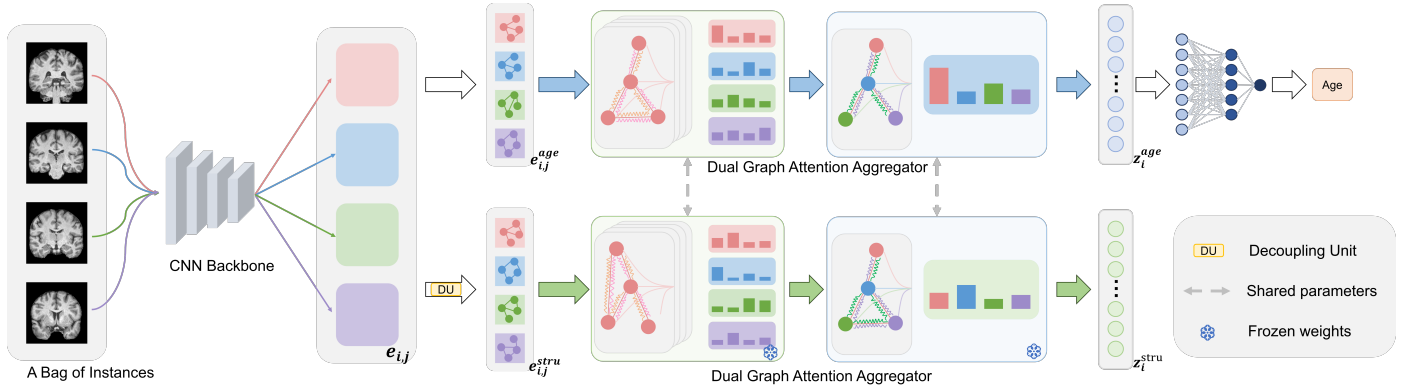 A Bag of Instances
CNN Backbone
e_{i,j}
e_{i,j}^{age}
Dual Graph Attention Aggregator
z_i^{age}
Age
DU
e_{i,j}^{stru}
Dual Graph Attention Aggregator
z_i^{stru}
DU Decoupling Unit
Shared parameters
Frozen weights